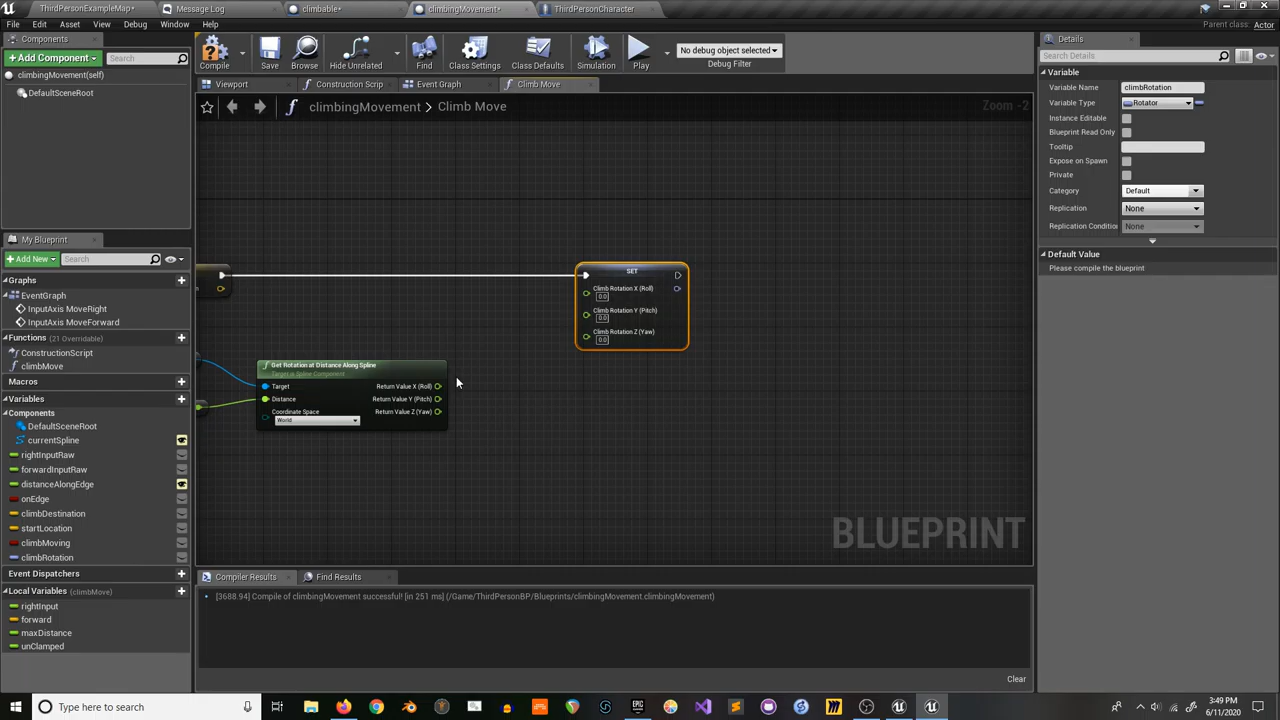 ThirdPersonExampleMap*
Message Log
climbable*
climbingMovement*
ThirdPersonCharacter
File
Edit
Asset
View
Debug
Window
Help
Parent class: Actor
Components
Add Component
Search
climbingMovement(self)
DefaultSceneRoot
Compile
Save
Browse
Hide Unrelated
Find
Class Settings
Class Defaults
Simulation
Play
No debug object selected
Debug Filter
Viewport
Construction Scrip
Event Graph
Climb Move
climbingMovement > Climb Move
Zoom -2
SET
Climb Rotation X (Roll)
0.0
Climb Rotation Y (Pitch)
0.0
Climb Rotation Z (Yaw)
0.0
Get Rotation at Distance Along Spline
Target is Spline Component
Target
Return Value X (Roll)
Distance
Return Value Y (Pitch)
Coordinate Space
Return Value Z (Yaw)
World
BLUEPRINT
My Blueprint
Add New
Search
Graphs
EventGraph
InputAxis MoveRight
InputAxis MoveForward
Functions (21 Overridable)
ConstructionScript
climbMove
Macros
Variables
Components
DefaultSceneRoot
currentSpline
rightInputRaw
forwardInputRaw
distanceAlongEdge
onEdge
climbDestination
startLocation
climbMoving
climbRotation
Event Dispatchers
Local Variables (climbMove)
rightInput
forward
maxDistance
unClamped
Compiler Results
Find Results
[3688.94] Compile of climbingMovement successful! [in 251 ms] (/Game/ThirdPersonBP/Blueprints/climbingMovement.climbingMovement)
Clear
Details
Search Details
Variable
Variable Name
climbRotation
Variable Type
Rotator
Instance Editable
Blueprint Read Only
Tooltip
Expose on Spawn
Private
Category
Default
Replication
None
Replication Conditio
None
Default Value
Please compile the blueprint
Type here to search
3:49 PM
6/11/2020